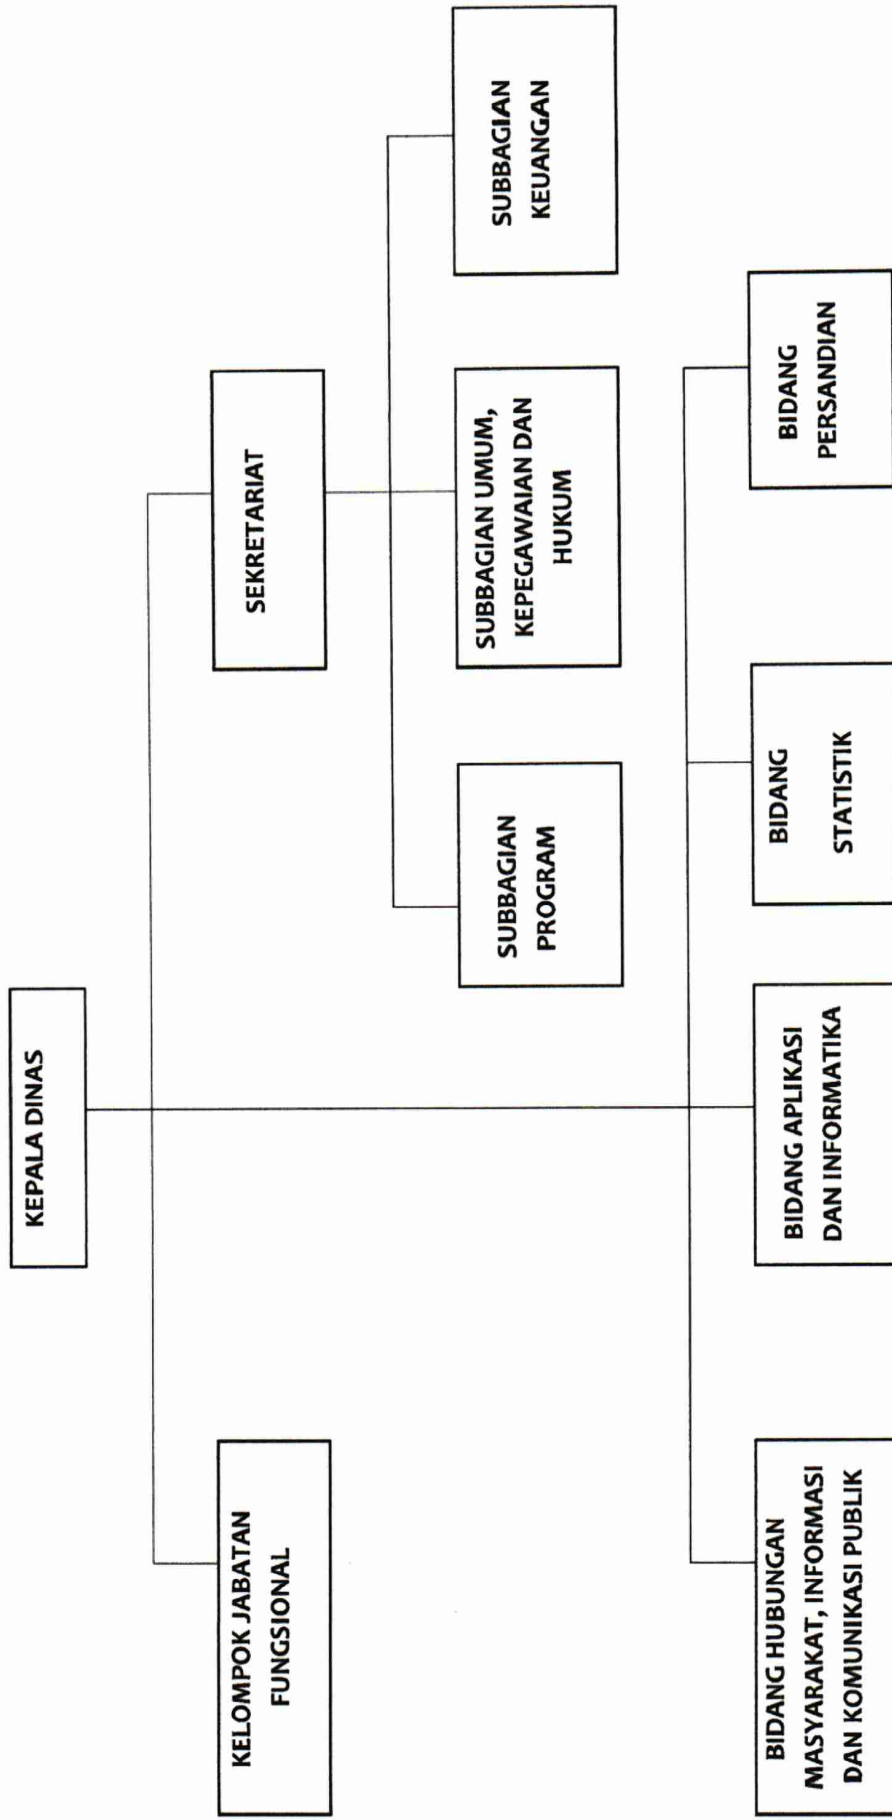 KEPALA DINAS
KELOMPOK JABATAN
FUNGSIONAL
SEKRETARIAT
SUBBAGIAN
PROGRAM
SUBBAGIAN UMUM,
KEPEGAWAIAN DAN
HUKUM
SUBBAGIAN
KEUANGAN
BIDANG HUBUNGAN
MASYARAKAT, INFORMASI
DAN KOMUNIKASI PUBLIK
BIDANG APLIKASI
DAN INFORMATIKA
BIDANG
STATISTIK
BIDANG
PERSANDIAN